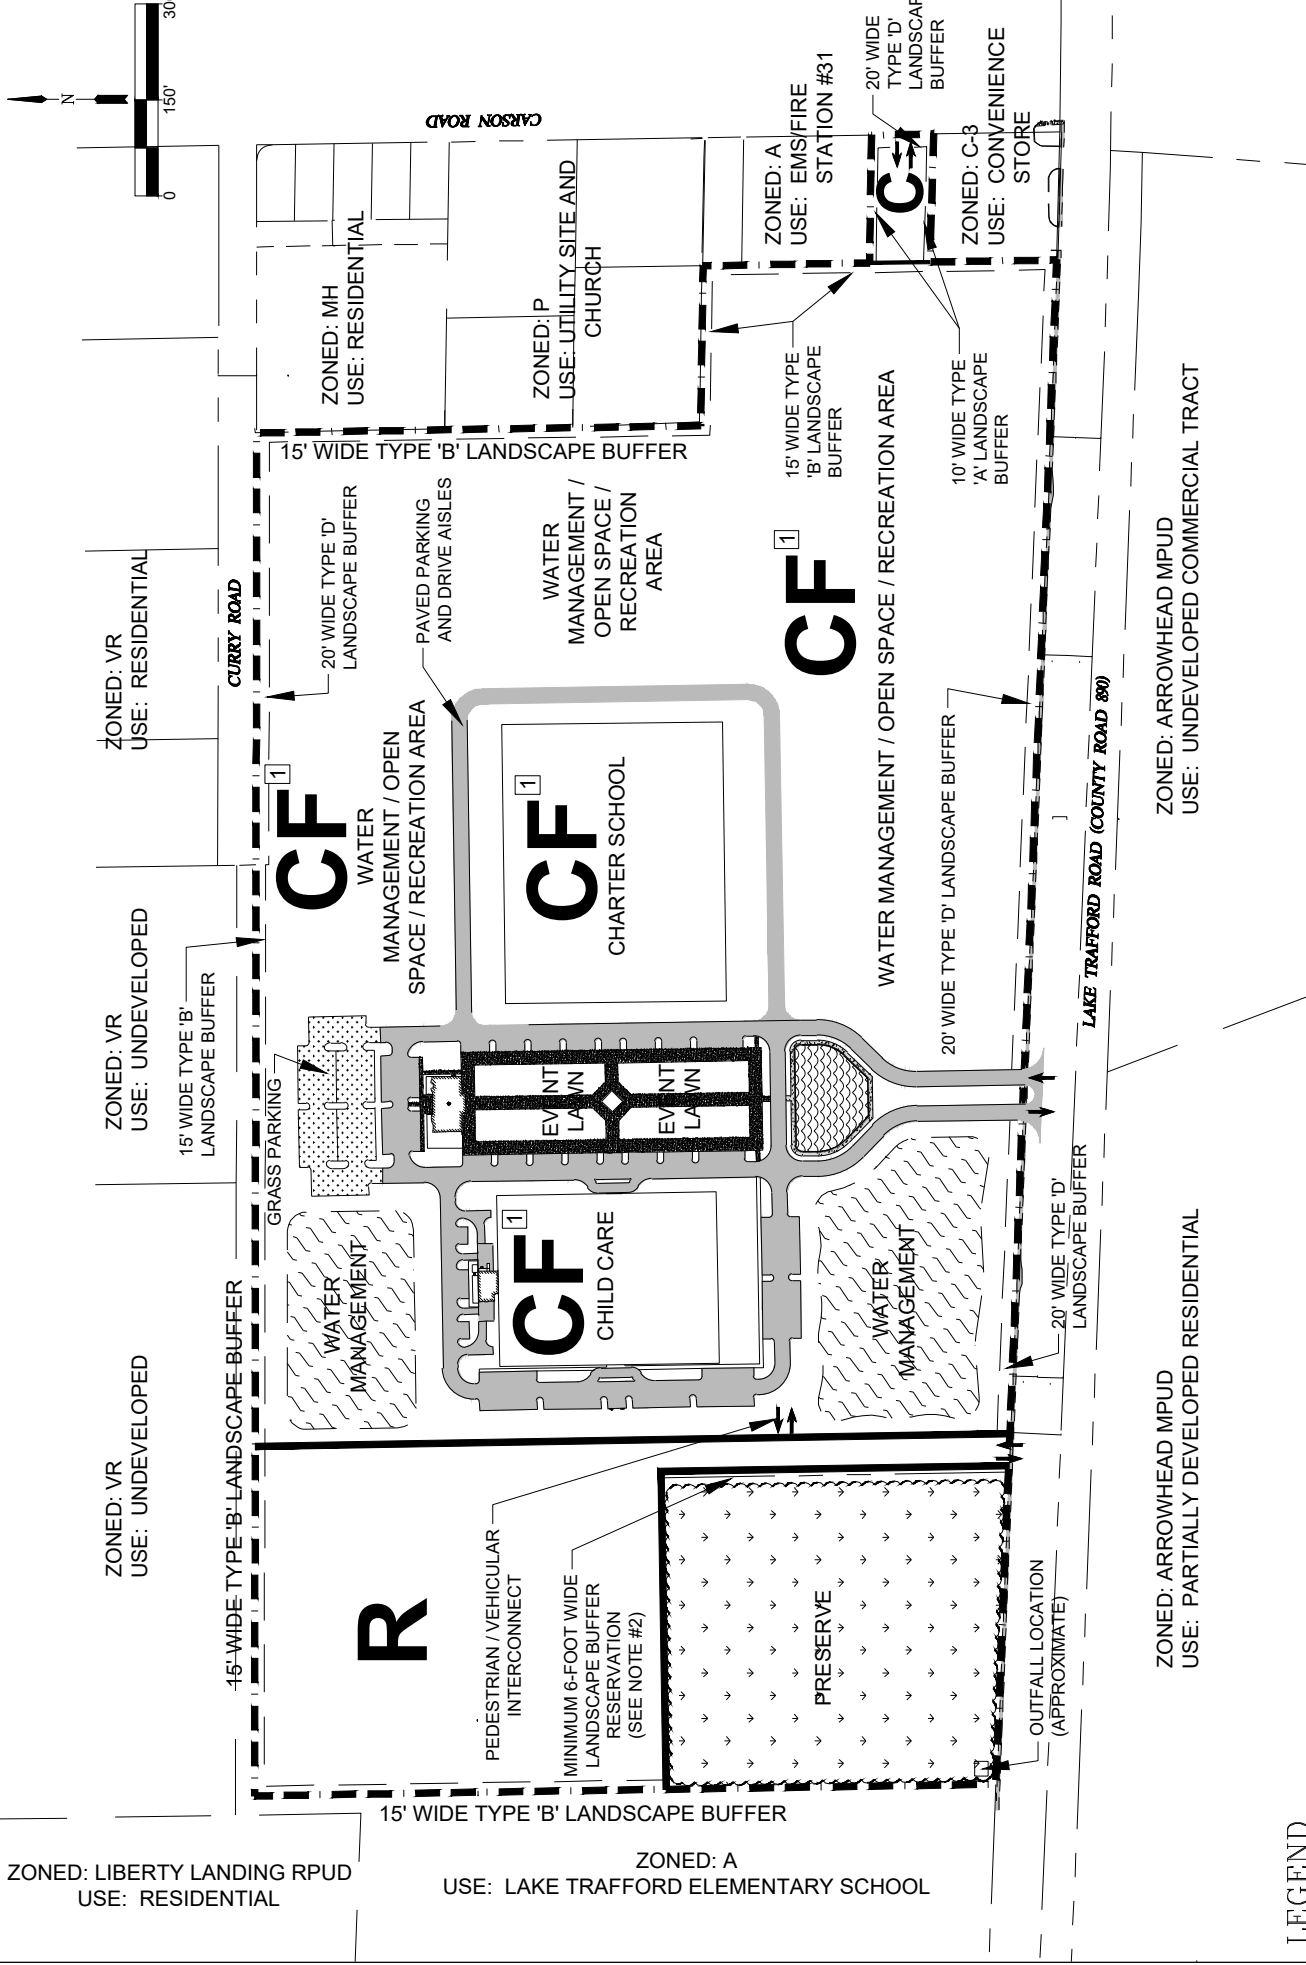 N
0
150'
30
CARSON ROAD
20' WIDE
TYPE 'D'
BUFFER
ZONED: MH
USE: RESIDENTIAL
ZONED: P
USE: UTILITY SITE AND
CHURCH
ZONED: A
USE: EMS/FIRE
STATION #31
C
ZONED: C-3
USE: CONVENIENCE
STORE
15' WIDE TYPE
'B' LANDSCAPE
BUFFER
10' WIDE TYPE
'A' LANDSCAPE
BUFFER
15' WIDE TYPE 'B' LANDSCAPE BUFFER
ZONED: VR
USE: RESIDENTIAL
CURRY ROAD
20' WIDE TYPE 'D'
LANDSCAPE BUFFER
PAVED PARKING
AND DRIVE AISLES
WATER
MANAGEMENT /
OPEN SPACE /
RECREATION
AREA
CF 1
WATER MANAGEMENT / OPEN SPACE / RECREATION AREA
CF 1
WATER
MANAGEMENT / OPEN
SPACE / RECREATION AREA
CF 1
CHARTER SCHOOL
20' WIDE TYPE 'D' LANDSCAPE BUFFER
LAKE TRAFFORD ROAD (COUNTY ROAD 890)
ZONED: ARROWHEAD MPUD
USE: UNDEVELOPED COMMERCIAL TRACT
ZONED: VR
USE: UNDEVELOPED
15' WIDE TYPE 'B'
LANDSCAPE BUFFER
GRASS PARKING
EVENT
LAWN
EVENT
LAWN
WATER
MANAGEMENT
CF 1
CHILD CARE
WATER
MANAGEMENT
20' WIDE TYPE 'D'
LANDSCAPE BUFFER
ZONED: VR
USE: UNDEVELOPED
15' WIDE TYPE 'B' LANDSCAPE BUFFER
R
PEDESTRIAN / VEHICULAR
INTERCONNECT
MINIMUM 6-FOOT WIDE
LANDSCAPE BUFFER
RESERVATION
(SEE NOTE #2)
PRESERVE
OUTFALL LOCATION
(APPROXIMATE)
ZONED: ARROWHEAD MPUD
USE: PARTIALLY DEVELOPED RESIDENTIAL
15' WIDE TYPE 'B' LANDSCAPE BUFFER
ZONED: LIBERTY LANDING RPUD
USE: RESIDENTIAL
ZONED: A
USE: LAKE TRAFFORD ELEMENTARY SCHOOL
LEGEND